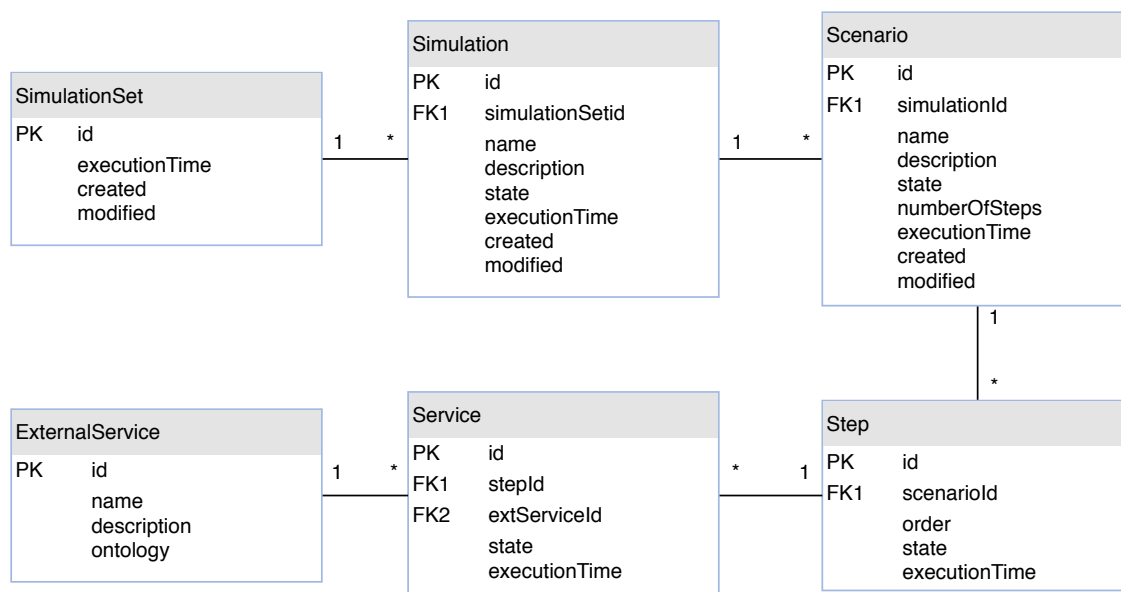 SimulationSet
PK id
executionTime
created
modified
1 *
Simulation
PK id
FK1 simulationSetid
name
description
state
executionTime
created
modified
1 *
Scenario
PK id
FK1 simulationId
name
description
state
numberOfSteps
executionTime
created
modified
1
*
ExternalService
PK id
name
description
ontology
1 *
Service
PK id
FK1 stepId
FK2 extServiceId
state
executionTime
* 1
Step
PK id
FK1 scenarioId
order
state
executionTime